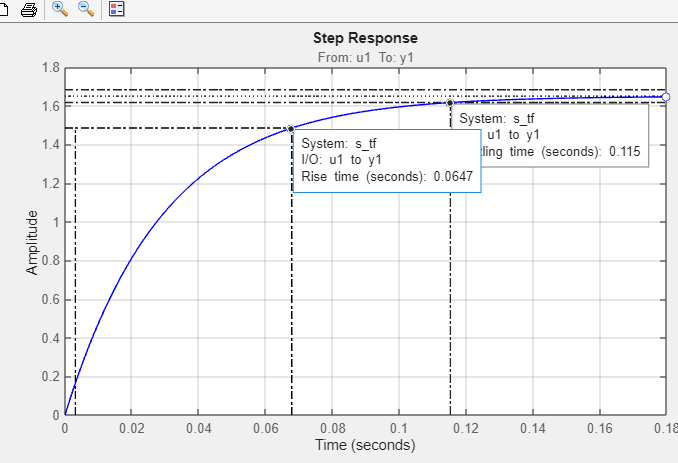 Step Response
From: u1 To: y1
1.8
1.6
1.4
1.2
1
0.8
0.6
0.4
0.2
0
Amplitude
System: s_tf
I/O: u1 to y1
Rise time (seconds): 0.0647
System: s_tf
u1 to y1
time (seconds): 0.115
0
0.02
0.04
0.06
0.08
0.1
0.12
0.14
0.16
0.18
Time (seconds)